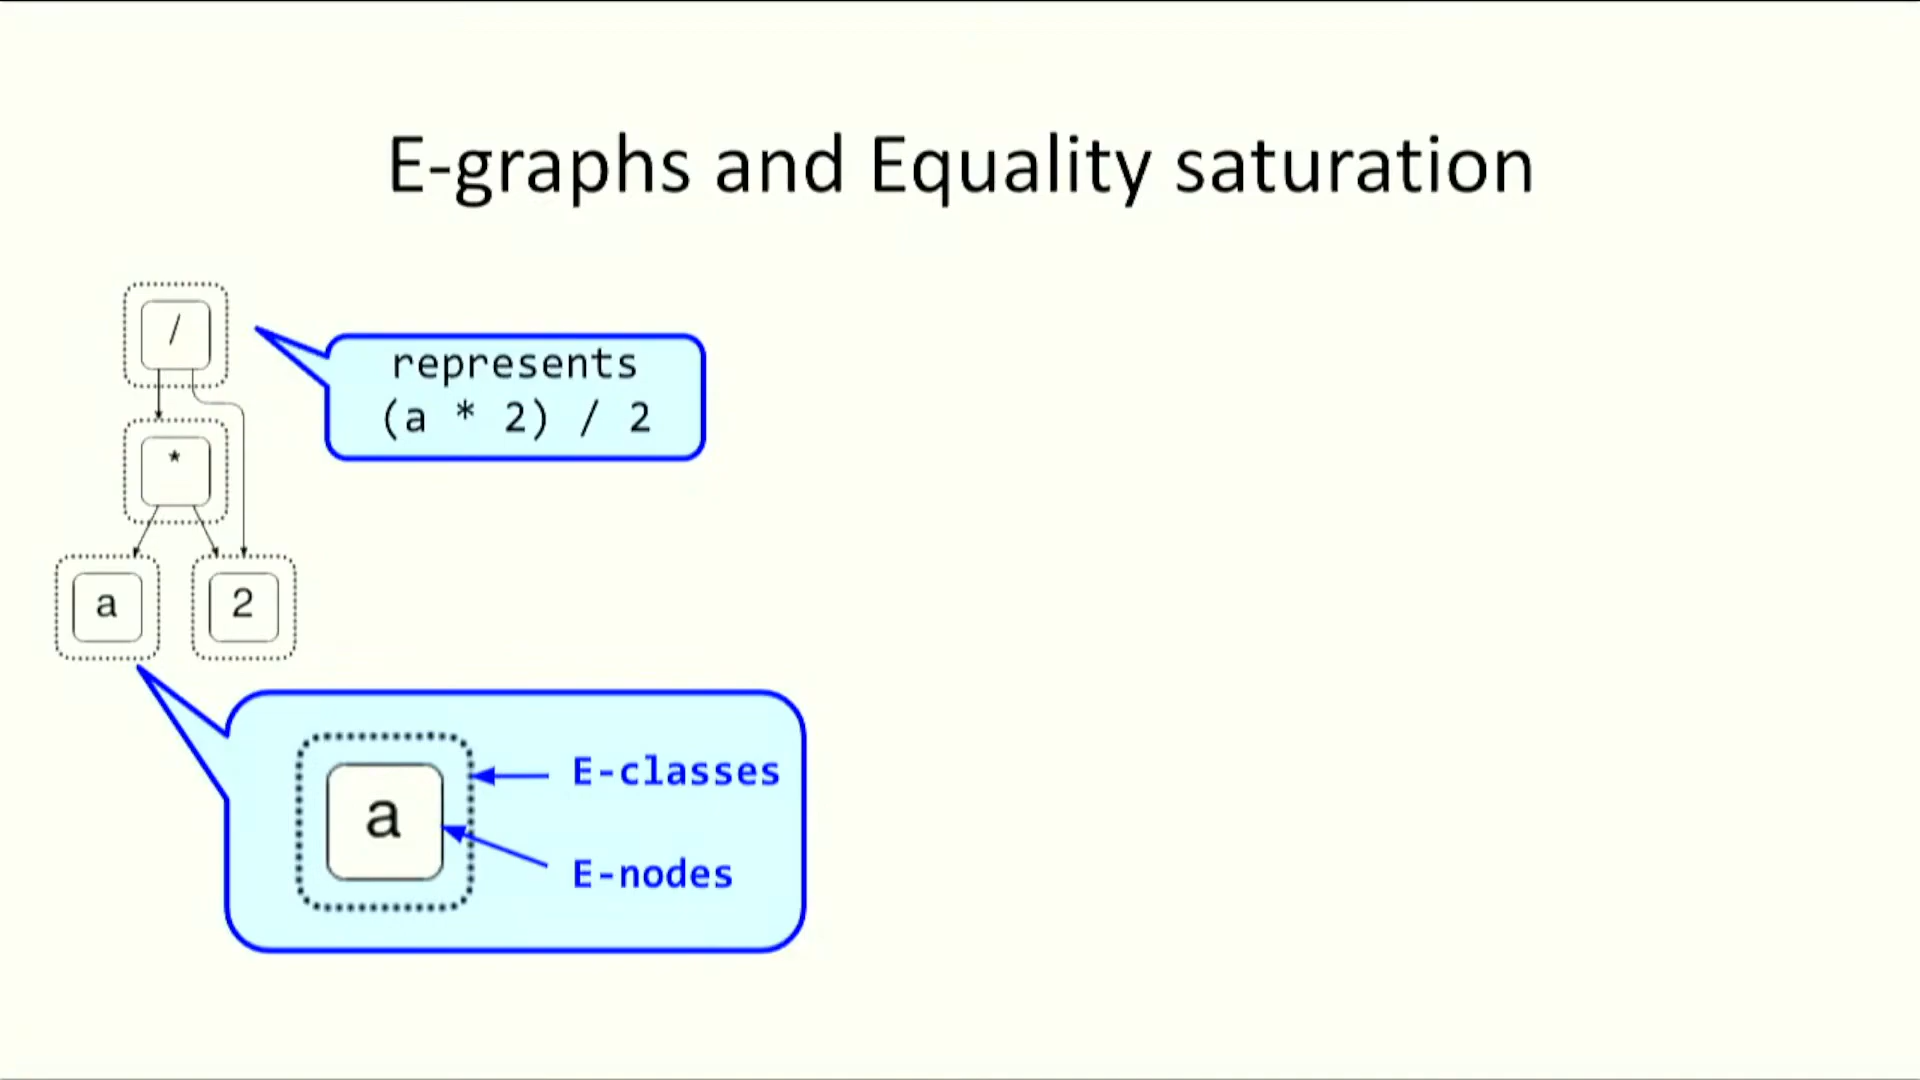 E-graphs and Equality saturation
/
represents
(a * 2) / 2
*
a
2
a
E-classes
E-nodes